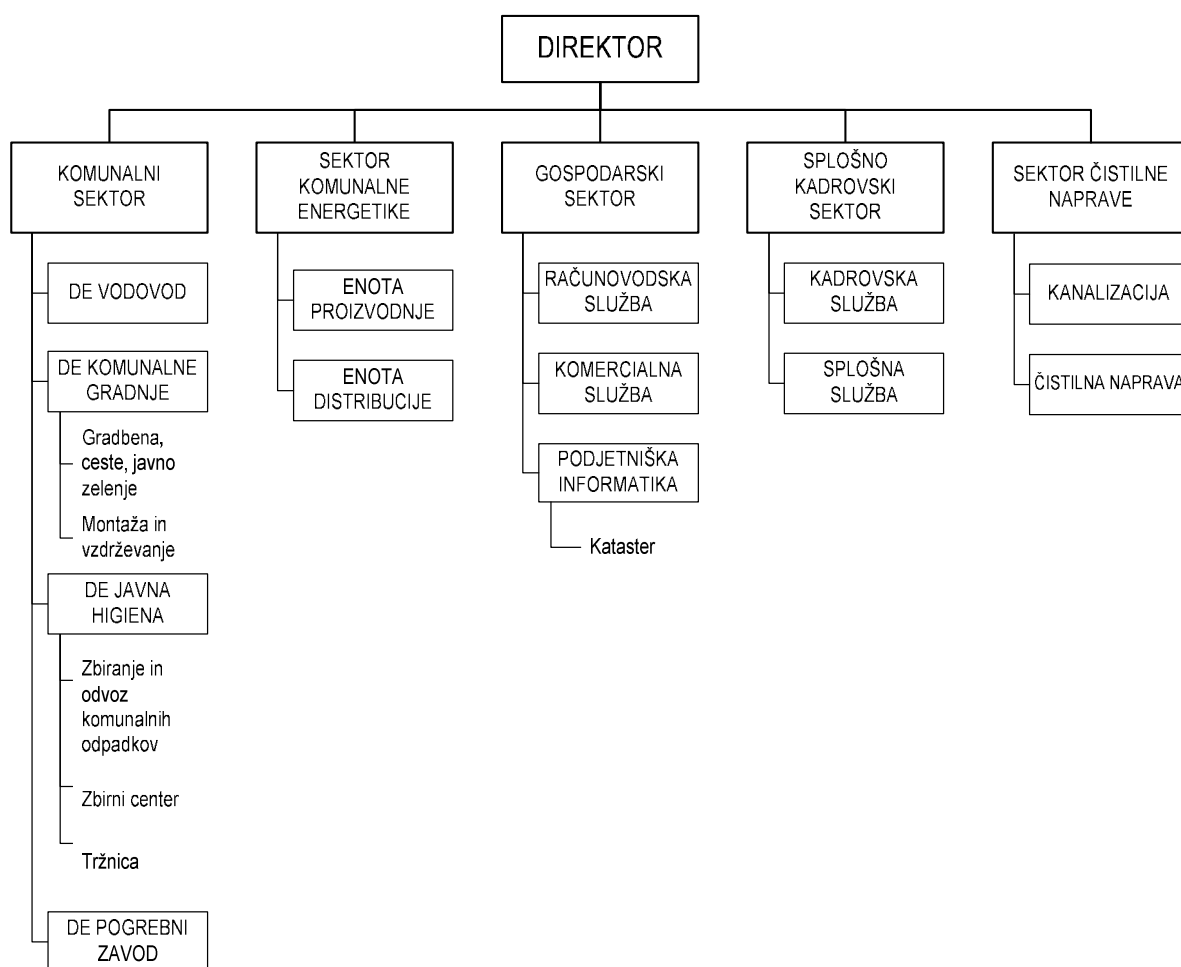 DIREKTOR
KOMUNALNI
SEKTOR
DE VODOVOD
DE KOMUNALNE
GRADNJE
Gradbena,
ceste, javno
zelenje
Montaža in
vzdrževanje
DE JAVNA
HIGIENA
Zbiranje in
odvoz
komunalnih
odpadkov
Zbirni center
Tržnica
DE POGREBNI
ZAVOD
SEKTOR
KOMUNALNE
ENERGETIKE
ENOTA
PROIZVODNJE
ENOTA
DISTRIBUCIJE
GOSPODARSKI
SEKTOR
RAČUNOVODSKA
SLUŽBA
KOMERCIALNA
SLUŽBA
PODJETNIŠKA
INFORMATIKA
Kataster
SPLOŠNO
KADROVSKI
SEKTOR
KADROVSKA
SLUŽBA
SPLOŠNA
SLUŽBA
SEKTOR ČISTILNE
NAPRAVE
KANALIZACIJA
ČISTILNA NAPRAVA